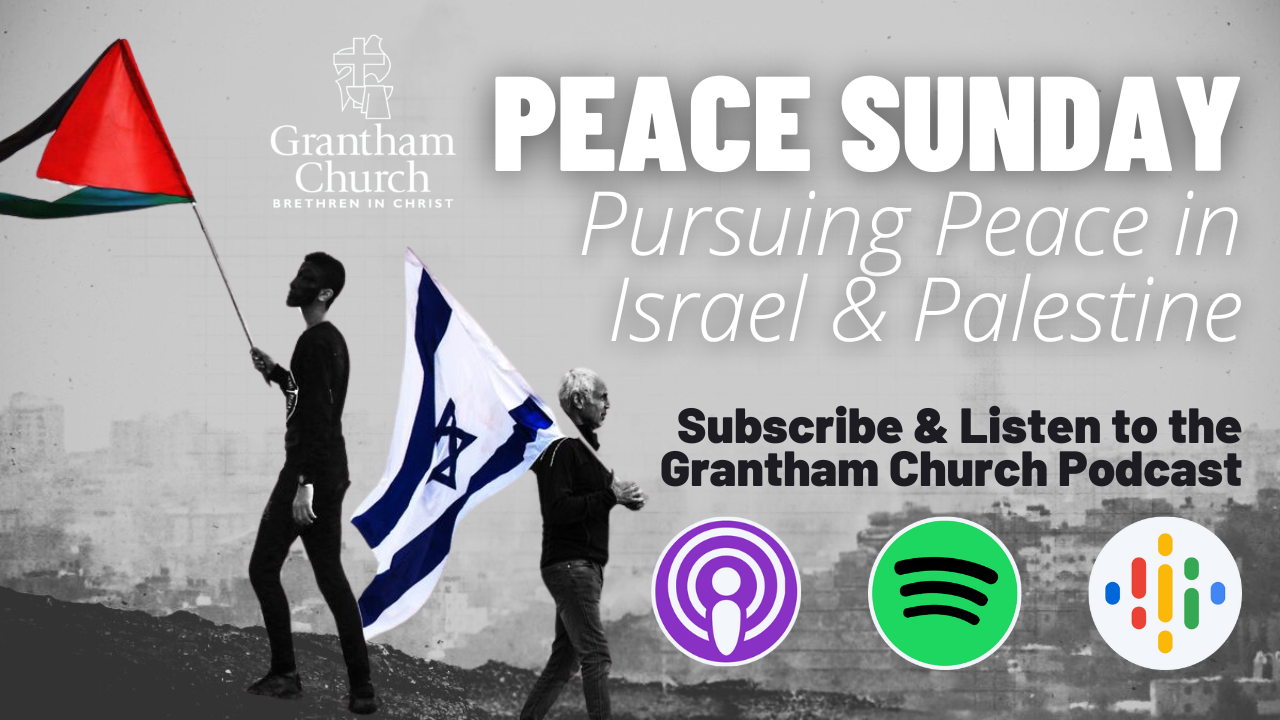 Grantham
Church
BRETHREN IN CHRIST
PEACE SUNDAY
Pursuing Peace in
Israel & Palestine
Subscribe & Listen to the
Grantham Church Podcast